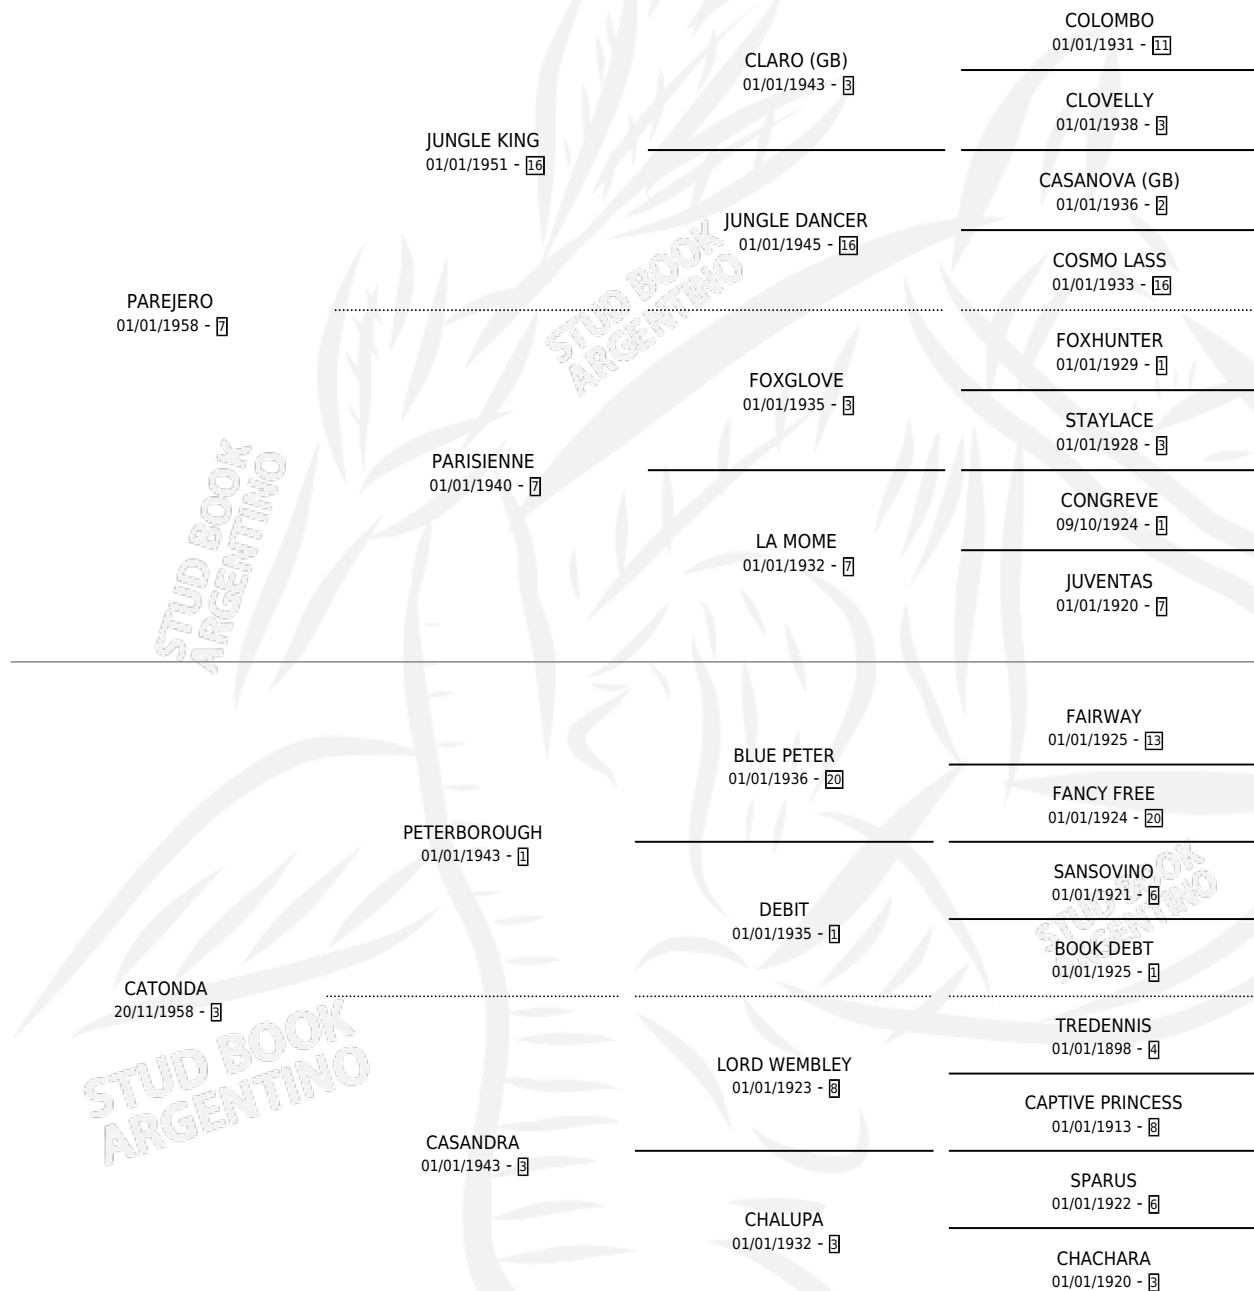 COLOMBO
01/01/1931 - 11
CLARO (GB)
01/01/1943 - 3
CLOVELLY
01/01/1938 - 3
JUNGLE KING
01/01/1951 - 16
CASANOVA (GB)
01/01/1936 - 2
JUNGLE DANCER
01/01/1945 - 16
COSMO LASS
01/01/1933 - 16
PAREJERO
01/01/1958 - 7
FOXHUNTER
01/01/1929 - 1
FOXGLOVE
01/01/1935 - 3
STAYLACE
01/01/1928 - 3
PARISIENNE
01/01/1940 - 7
CONGREVE
09/10/1924 - 1
LA MOME
01/01/1932 - 7
JUVENTAS
01/01/1920 - 7
FAIRWAY
01/01/1925 - 13
BLUE PETER
01/01/1936 - 20
FANCY FREE
01/01/1924 - 20
PETERBOROUGH
01/01/1943 - 1
SANSOVINO
01/01/1921 - 6
DEBIT
01/01/1935 - 1
BOOK DEBT
01/01/1925 - 1
CATONDA
20/11/1958 - 3
TREDENNIS
01/01/1898 - 4
LORD WEMBLEY
01/01/1923 - 8
CAPTIVE PRINCESS
01/01/1913 - 8
CASANDRA
01/01/1943 - 3
SPARUS
01/01/1922 - 6
CHALUPA
01/01/1932 - 3
CHACHARA
01/01/1920 - 3
STUD BOOK
ARGENTINO
STUD BOOK
ARGENTINO
STUD BOOK
ARGENTINO
STUD BOOK
ARGENTINO